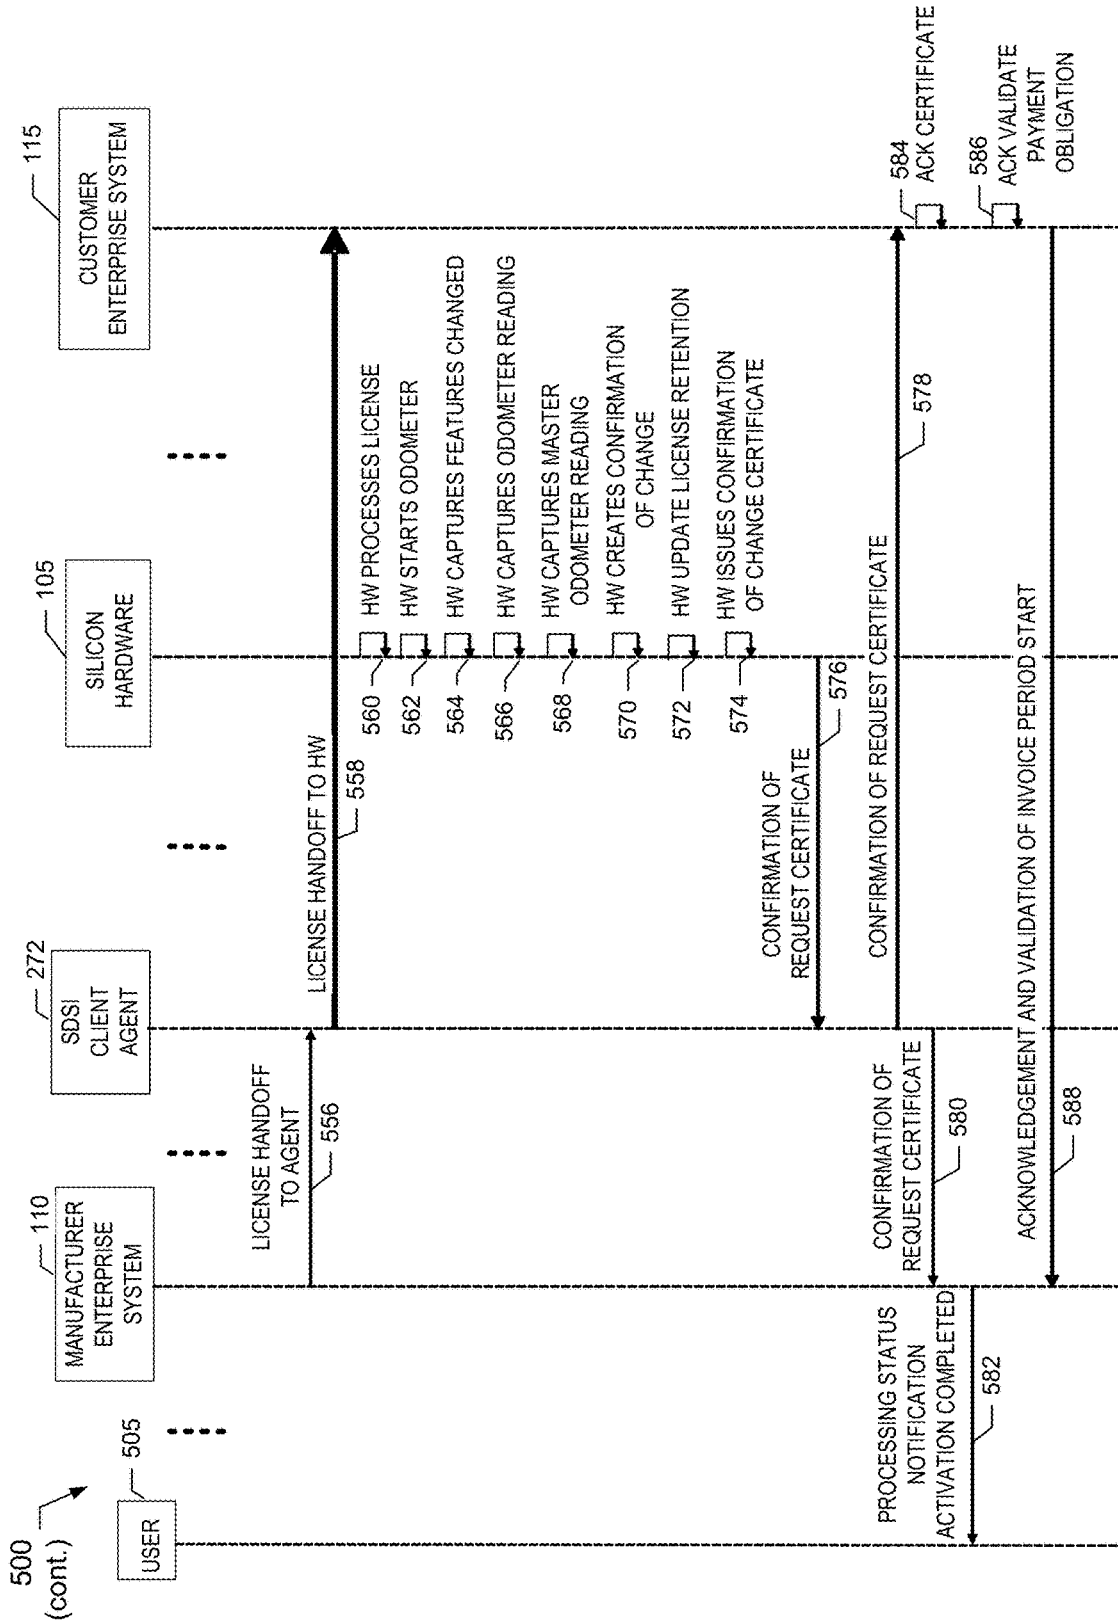 500
(cont.)
USER
505
MANUFACTURER
ENTERPRISE
SYSTEM
110
SDSI
CLIENT
AGENT
272
SILICON
HARDWARE
105
CUSTOMER
ENTERPRISE SYSTEM
115
LICENSE HANDOFF
TO AGENT
556
LICENSE HANDOFF TO HW
558
560
HW PROCESSES LICENSE
562
HW STARTS ODOMETER
564
HW CAPTURES FEATURES CHANGED
566
HW CAPTURES ODOMETER READING
568
HW CAPTURES MASTER
ODOMETER READING
570
HW CREATES CONFIRMATION
OF CHANGE
572
HW UPDATE LICENSE RETENTION
574
HW ISSUES CONFIRMATION
OF CHANGE CERTIFICATE
CONFIRMATION OF
REQUEST CERTIFICATE
576
CONFIRMATION OF REQUEST CERTIFICATE
578
CONFIRMATION OF
REQUEST CERTIFICATE
580
PROCESSING STATUS
NOTIFICATION
ACTIVATION COMPLETED
582
584
ACK CERTIFICATE
586
ACK VALIDATE
PAYMENT
OBLIGATION
ACKNOWLEDGEMENT AND VALIDATION OF INVOICE PERIOD START
588